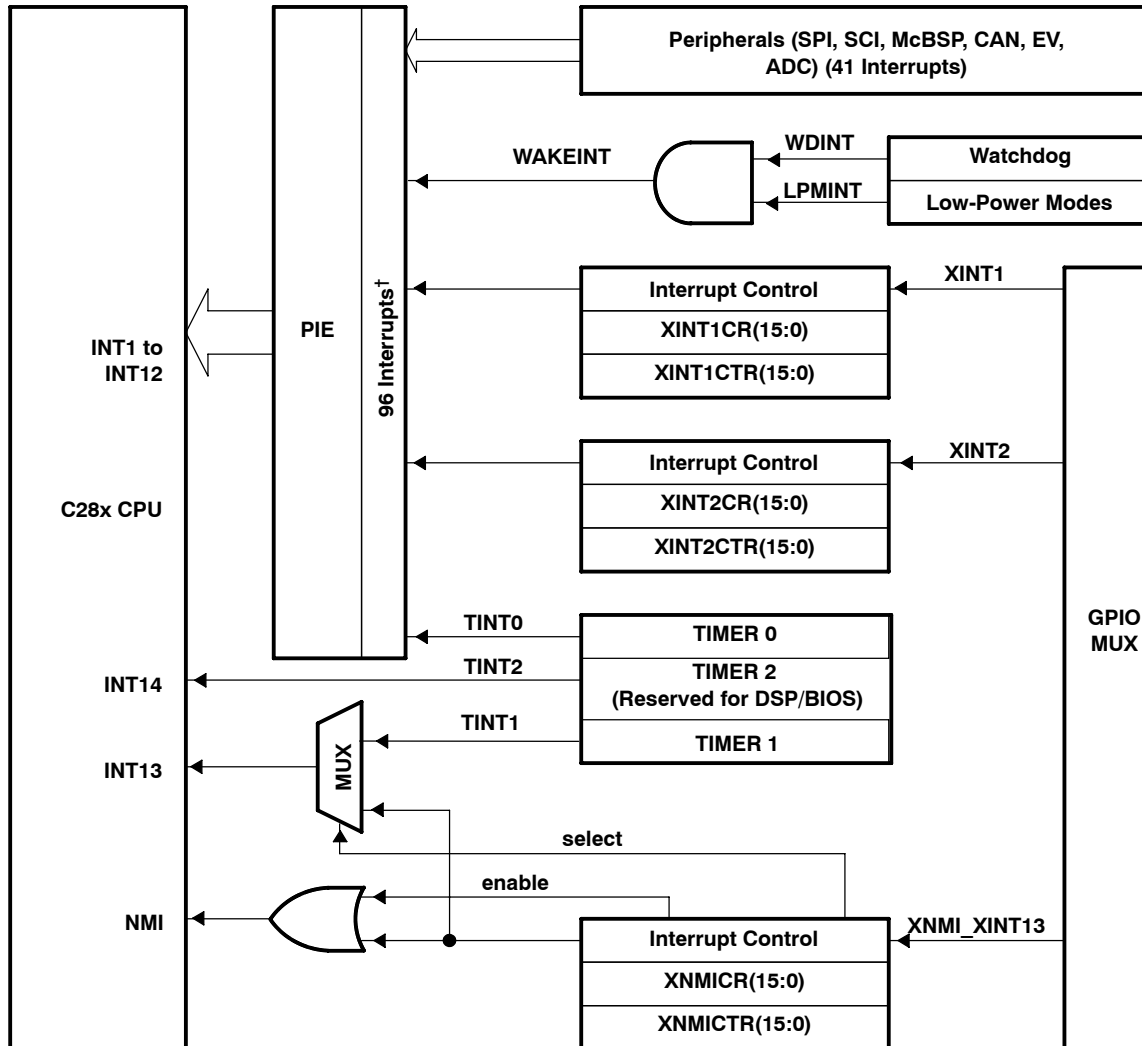 Peripherals (SPI, SCI, McBSP, CAN, EV,
ADC) (41 Interrupts)
WDINT
Watchdog
WAKEINT
LPMINT
Low-Power Modes
XINT1
Interrupt Control
XINT1CR(15:0)
XINT1CTR(15:0)
PIE
96 Interrupts†
INT1 to
INT12
XINT2
Interrupt Control
XINT2CR(15:0)
XINT2CTR(15:0)
C28x CPU
TINT0
TIMER 0
GPIO
MUX
TINT2
TIMER 2
(Reserved for DSP/BIOS)
INT14
TINT1
TIMER 1
INT13
MUX
select
enable
NMI
XNMI_XINT13
Interrupt Control
XNMICR(15:0)
XNMICTR(15:0)